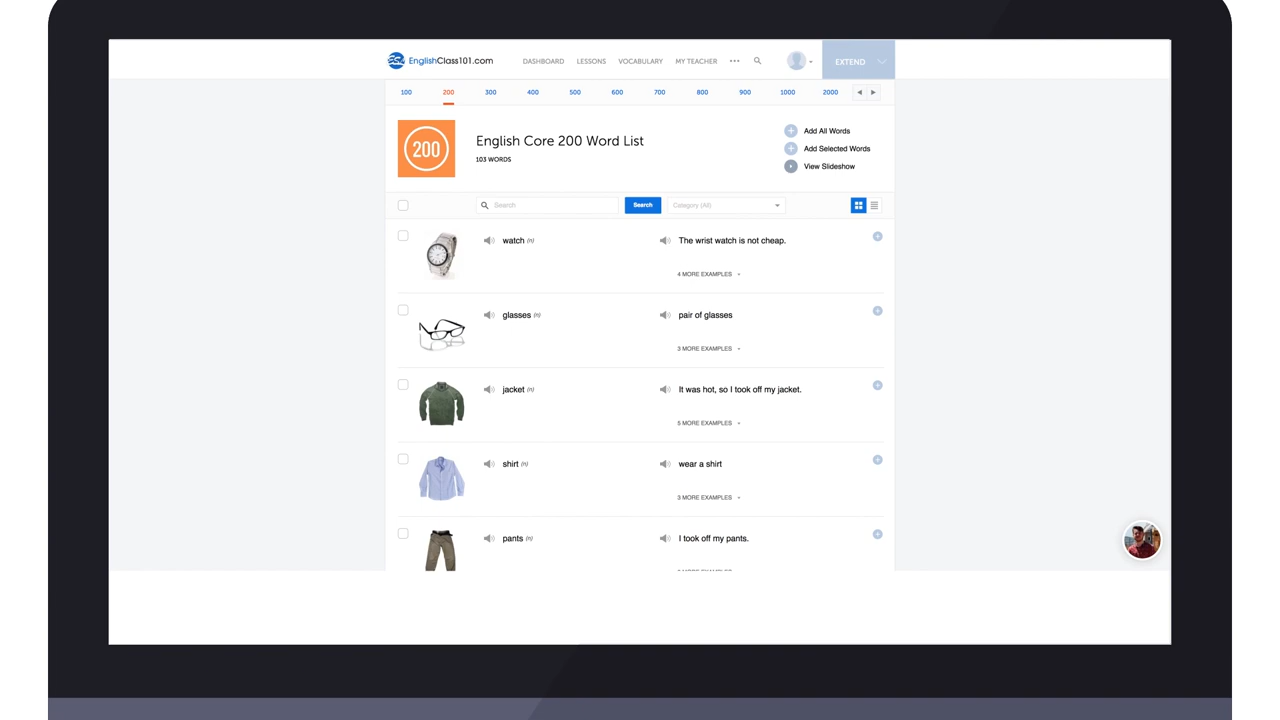 EnglishClass101.com DASHBOARD LESSONS VOCABULARY MY TEACHER EXTEND
100 200 300 400 500 600 700 800 900 1000 2000
200
English Core 200 Word List
103 WORDS
Add All Words
Add Selected Words
View Slideshow
Search Search Category (All)
watch (n) The wrist watch is not cheap.
4 MORE EXAMPLES
glasses (n) pair of glasses
3 MORE EXAMPLES
jacket (n) It was hot, so I took off my jacket.
5 MORE EXAMPLES
shirt (n) wear a shirt
3 MORE EXAMPLES
pants (n) I took off my pants.